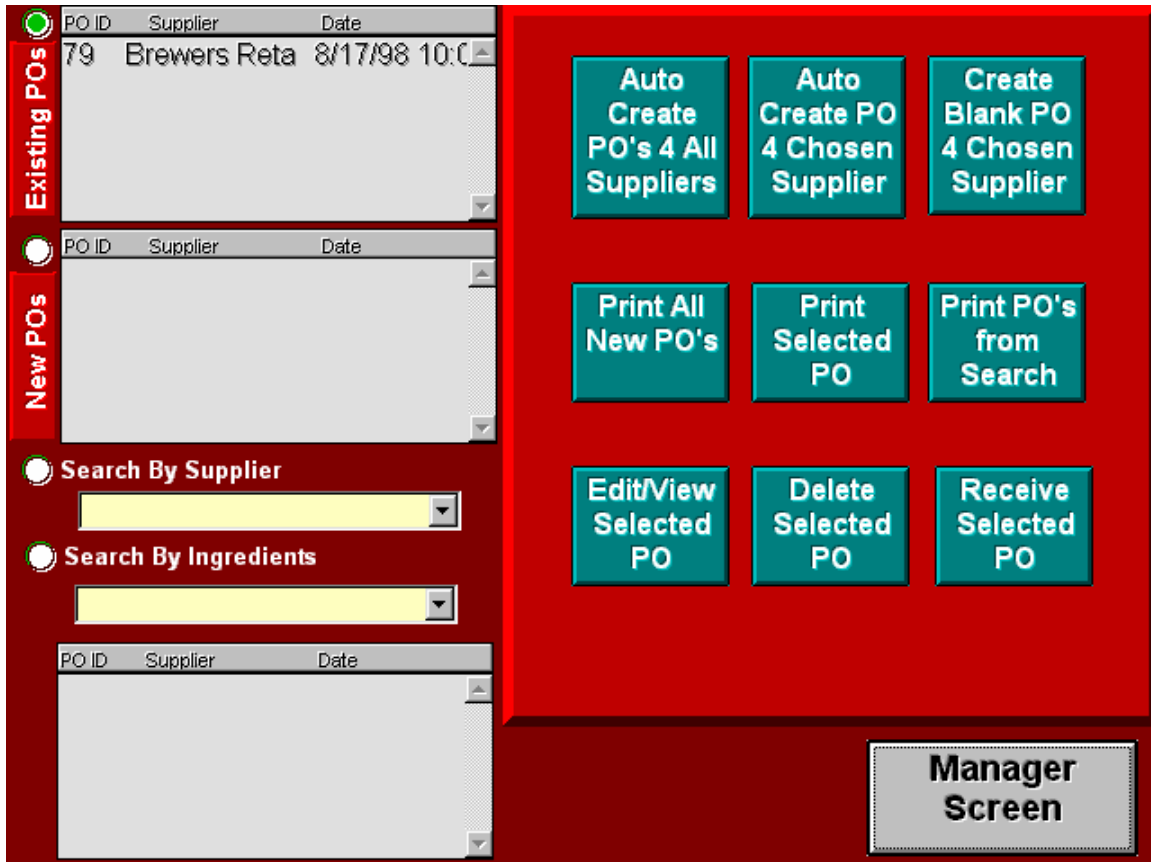 PO ID Supplier Date
79 Brewers Reta 8/17/98 10:0
Existing POs
PO ID Supplier Date
New POs
Search By Supplier
Search By Ingredients
PO ID Supplier Date
Auto
Create
PO's 4 All
Suppliers
Auto
Create PO
4 Chosen
Supplier
Create
Blank PO
4 Chosen
Supplier
Print All
New PO's
Print
Selected
PO
Print PO's
from
Search
Edit/View
Selected
PO
Delete
Selected
PO
Receive
Selected
PO
Manager
Screen